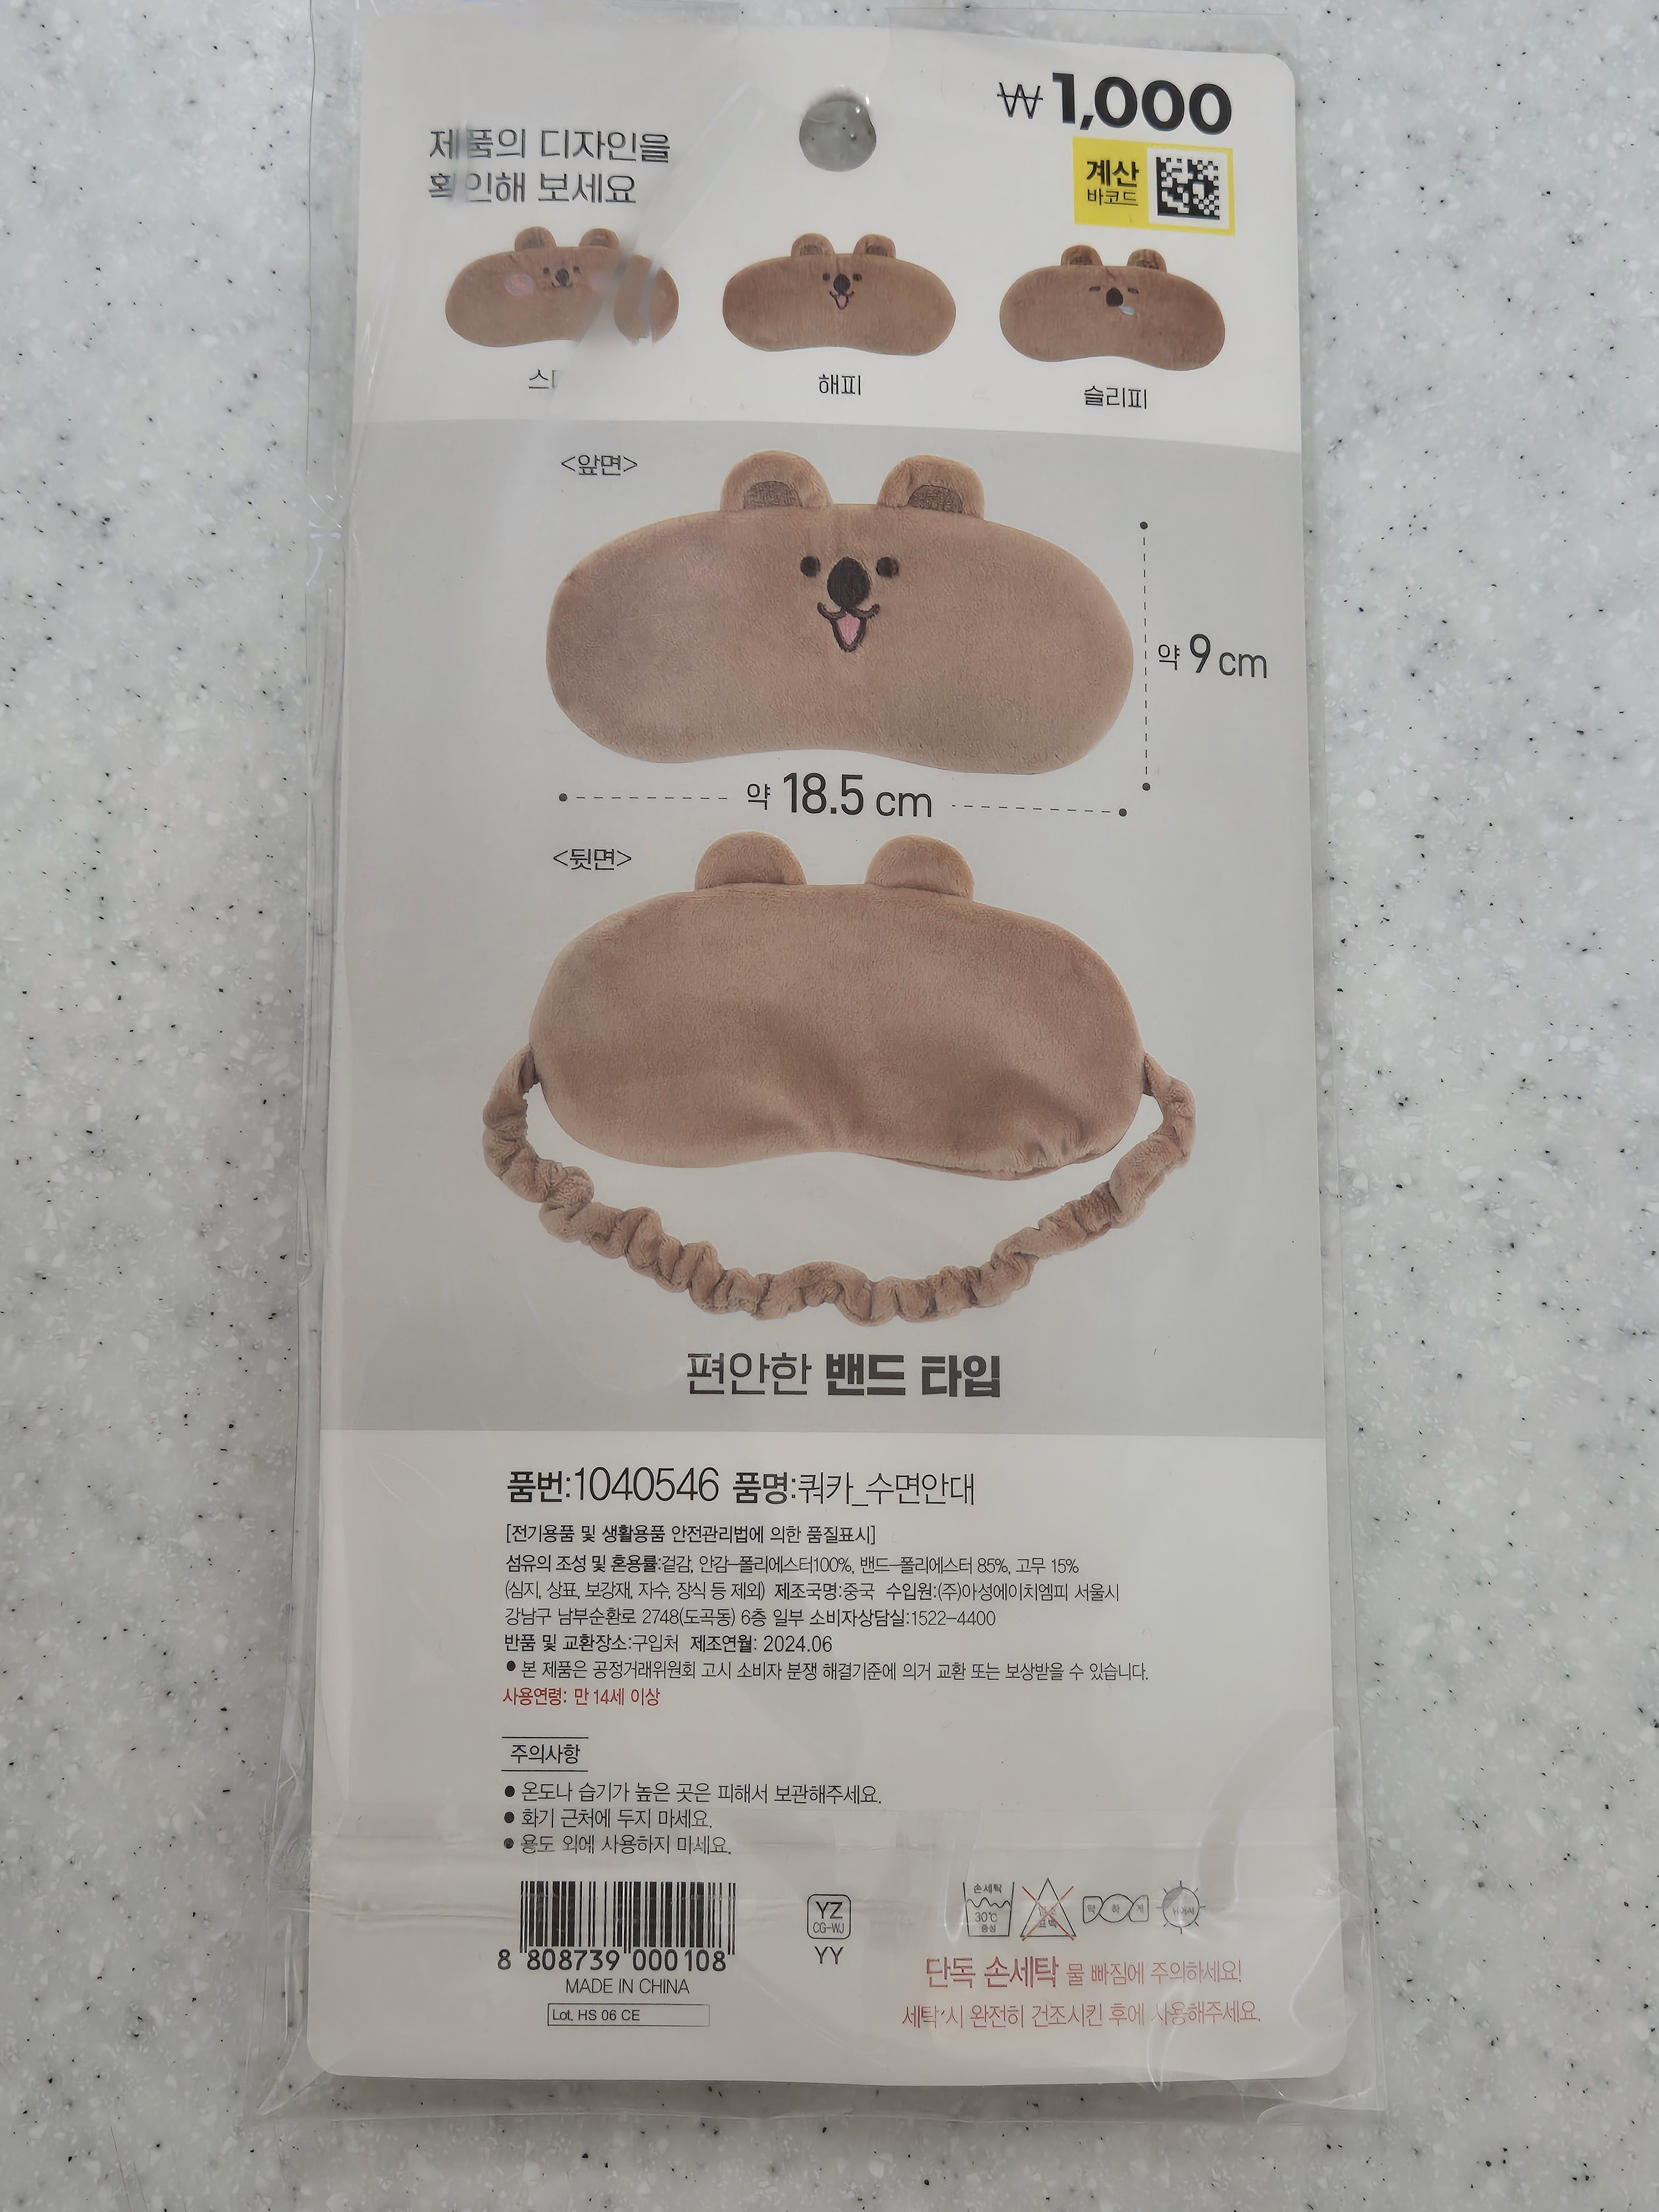 ₩1,000
제품의 디자인을
확인해 보세요
계산
바코드
해피
슬리피
<앞면>
약 9 cm
약 18.5 cm
<뒷면>
편안한 밴드 타입
품번:1040546 품명:쿼카_수면안대
[전기용품 및 생활용품 안전관리법에 의한 품질표시]
섬유의 조성 및 혼용률:겉감, 안감-폴리에스터100%, 밴드-폴리에스터 85%, 고무 15%
(심지, 상표, 보강재, 자수, 장식 등 제외) 제조국명:중국 수입원:(주)아성에이치엠피 서울시
강남구 남부순환로 2748(도곡동) 6층 일부 소비자상담실:1522-4400
반품 및 교환장소:구입처 제조연월: 2024.06
• 본 제품은 공정거래위원회 고시 소비자 분쟁 해결기준에 의거 교환 또는 보상받을 수 있습니다.
사용연령: 만 14세 이상
주의사항
• 온도나 습기가 높은 곳은 피해서 보관해주세요.
• 화기 근처에 두지 마세요.
• 용도 외에 사용하지 마세요.
8 808739 000108
MADE IN CHINA
Lot. HS 06 CE
YZ
CG-WJ
YY
손세탁
30℃
중성
약 하 게
단독 손세탁 물 빠짐에 주의하세요!
세탁 시 완전히 건조시킨 후에 사용해주세요.